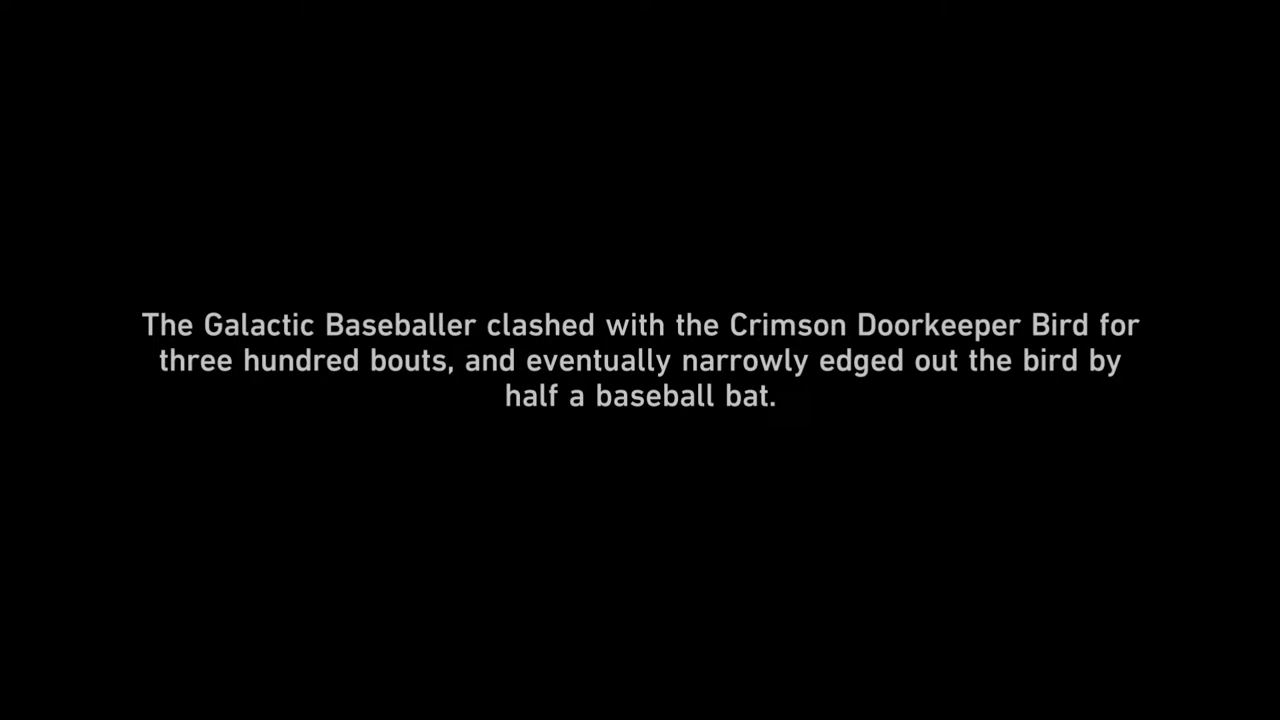 The Galactic Baseballer clashed with the Crimson Doorkeeper Bird for
three hundred bouts, and eventually narrowly edged out the bird by
half a baseball bat.